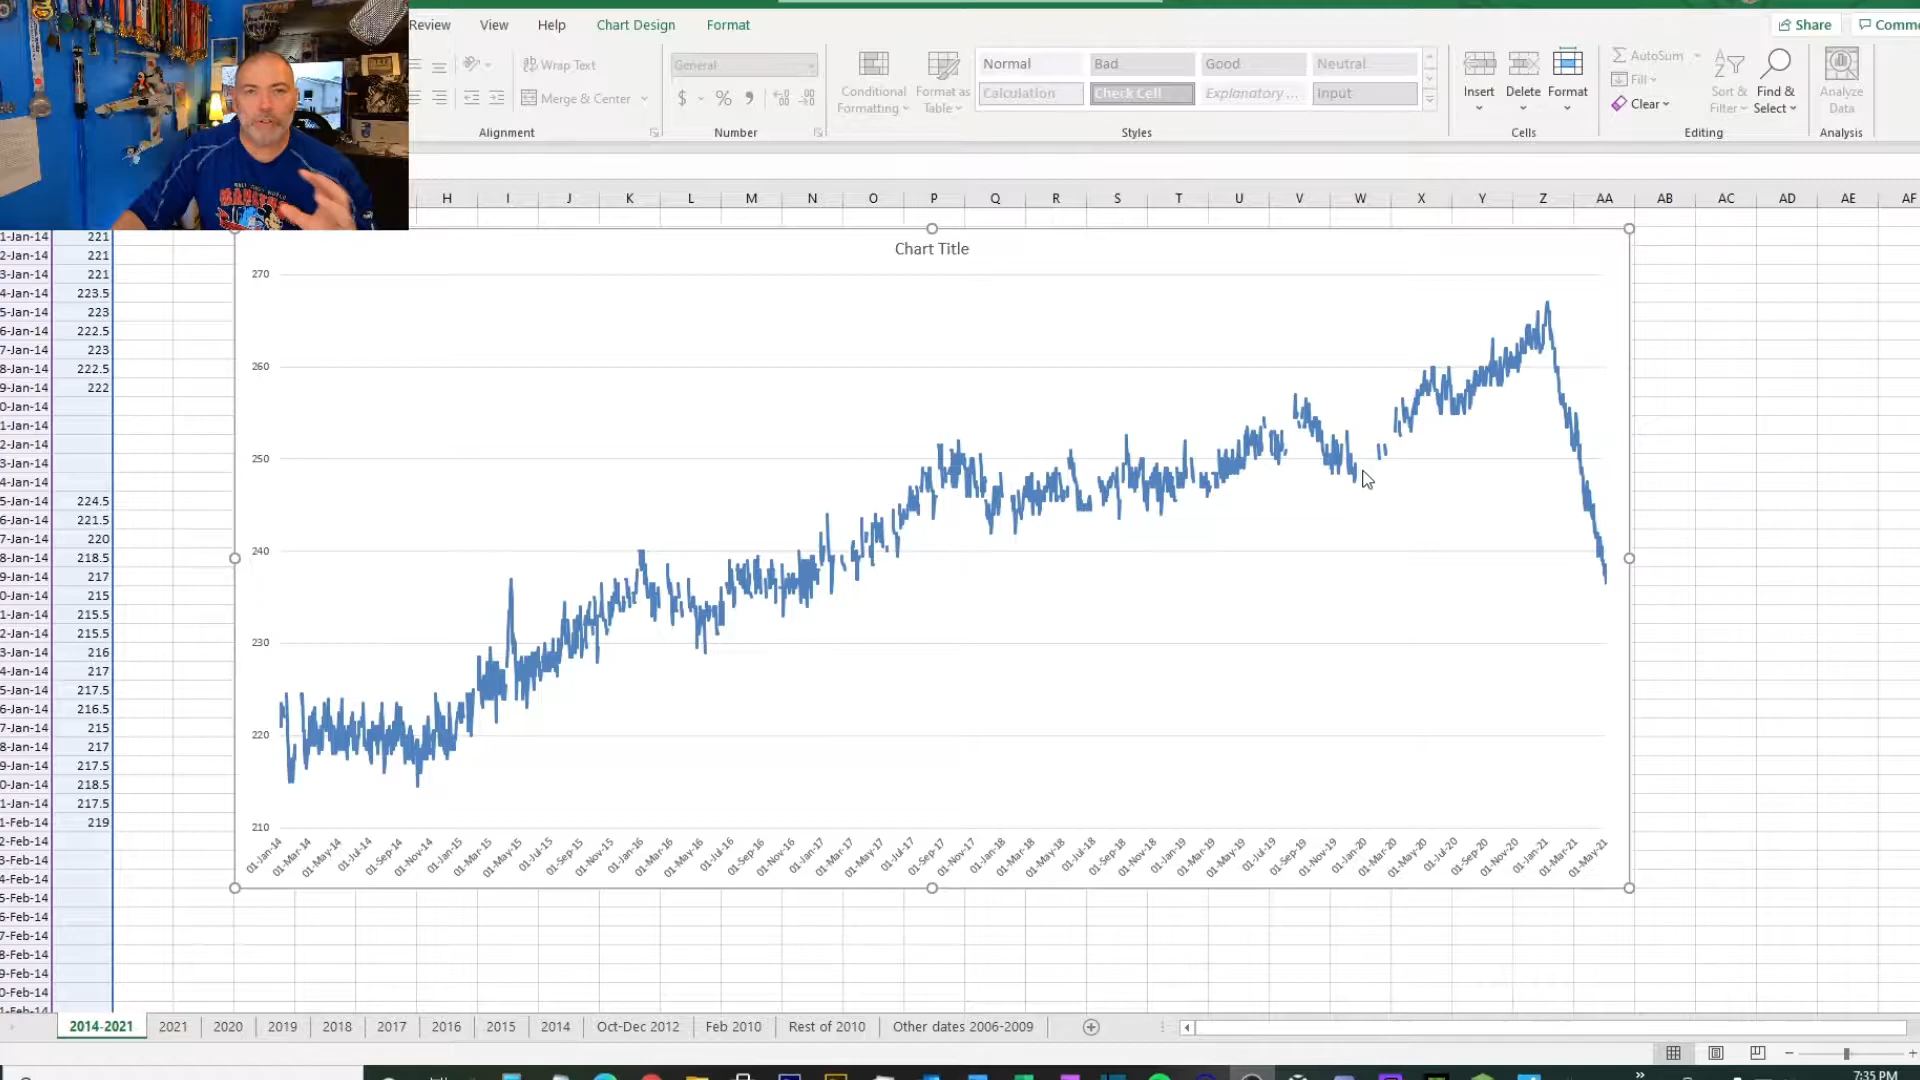 Review View Help Chart Design Format Share
Wrap Text General Normal Bad Good Neutral AutoSum
Merge & Center $ % Conditional Formatting Format as Table Calculation Check Cell Explanatory ... Input Insert Delete Format Fill Clear Sort & Filter Find & Select Analyze Data
Alignment Number Styles Cells Editing Analysis
H I J K L M N O P Q R S T U V W X Y Z AA AB AC AD AE AF
1-Jan-14 221
2-Jan-14 221
3-Jan-14 221
4-Jan-14 223.5
5-Jan-14 223
6-Jan-14 222.5
7-Jan-14 223
8-Jan-14 222.5
9-Jan-14 222
0-Jan-14
1-Jan-14
2-Jan-14
3-Jan-14
4-Jan-14
5-Jan-14 224.5
6-Jan-14 221.5
7-Jan-14 220
8-Jan-14 218.5
9-Jan-14 217
0-Jan-14 215
1-Jan-14 215.5
2-Jan-14 215.5
3-Jan-14 216
4-Jan-14 217
5-Jan-14 217.5
6-Jan-14 216.5
7-Jan-14 215
8-Jan-14 217
9-Jan-14 217.5
0-Jan-14 218.5
1-Jan-14 217.5
1-Feb-14 219
2-Feb-14
3-Feb-14
4-Feb-14
5-Feb-14
6-Feb-14
7-Feb-14
8-Feb-14
9-Feb-14
0-Feb-14
Chart Title
270
260
250
240
230
220
210
01-Jan-14 01-Mar-14 01-May-14 01-Jul-14 01-Sep-14 01-Nov-14 01-Jan-15 01-Mar-15 01-May-15 01-Jul-15 01-Sep-15 01-Nov-15 01-Jan-16 01-Mar-16 01-May-16 01-Jul-16 01-Sep-16 01-Nov-16 01-Jan-17 01-Mar-17 01-May-17 01-Jul-17 01-Sep-17 01-Nov-17 01-Jan-18 01-Mar-18 01-May-18 01-Jul-18 01-Sep-18 01-Nov-18 01-Jan-19 01-Mar-19 01-May-19 01-Jul-19 01-Sep-19 01-Nov-19 01-Jan-20 01-Mar-20 01-May-20 01-Jul-20 01-Sep-20 01-Nov-20 01-Jan-21 01-Mar-21 01-May-21
2014-2021 2021 2020 2019 2018 2017 2016 2015 2014 Oct-Dec 2012 Feb 2010 Rest of 2010 Other dates 2006-2009
7:35 PM